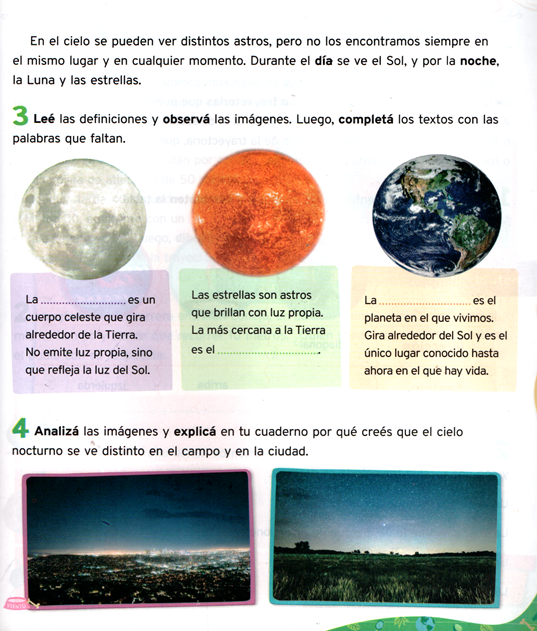 En el cielo se pueden ver distintos astros, pero no los encontramos siempre en
el mismo lugar y en cualquier momento. Durante el día se ve el Sol, y por la noche,
la Luna y las estrellas.
3 Leé las definiciones y observá las imágenes. Luego, completá los textos con las
palabras que faltan.
La ........................ es un
cuerpo celeste que gira
alrededor de la Tierra.
No emite luz propia, sino
que refleja la luz del Sol.
Las estrellas son astros
que brillan con luz propia.
La más cercana a la Tierra
es el .............................
La .......................... es el
planeta en el que vivimos.
Gira alrededor del Sol y es el
único lugar conocido hasta
ahora en el que hay vida.
4 Analizá las imágenes y explicá en tu cuaderno por qué creés que el cielo
nocturno se ve distinto en el campo y en la ciudad.